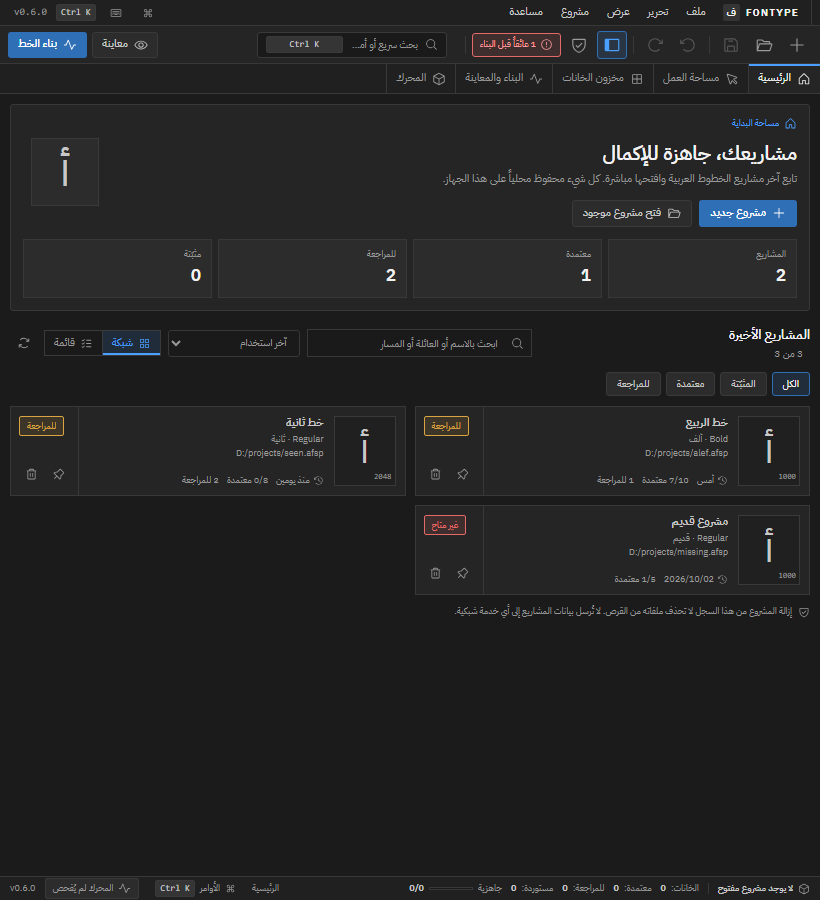 FONTYPE ف ملف تحرير عرض مشروع مساعدة ⌘ Ctrl K v0.6.0
1 عائقاً قبل البناء بحث سريع أو أمـ... Ctrl K معاينة بناء الخط
الرئيسية مساحة العمل مخزون الخانات البناء والمعاينة المحرك
مساحة البداية
مشاريعك، جاهزة للإكمال
تابع آخر مشاريع الخطوط العربية وافتحها مباشرة. كل شيء محفوظ محلياً على هذا الجهاز.
أ
أ
مشروع جديد فتح مشروع موجود
المشاريع معتمدة للمراجعة مثبّتة
2 1 2 0
المشاريع الأخيرة
3 من 3
ابحث بالاسم أو العائلة أو المسار آخر استخدام شبكة قائمة
الكل المثبّتة معتمدة للمراجعة
أ
1000
خط الربيع
ألف · Bold
D:/projects/alef.afsp
أمس 7/10 معتمدة 1 للمراجعة
للمراجعة
أ
2048
خط ثانية
ثانية · Regular
D:/projects/seen.afsp
منذ يومين 0/8 معتمدة 2 للمراجعة
للمراجعة
أ
1000
مشروع قديم
قديم · Regular
D:/projects/missing.afsp
2026/10/02 1/5 معتمدة
غير متاح
إزالة المشروع من هذا السجل لا تحذف ملفاته من القرص. لا تُرسل بيانات المشاريع إلى أي خدمة شبكية.
لا يوجد مشروع مفتوح الخانات: 0 معتمدة: 0 للمراجعة: 0 مستوردة: 0 جاهزية 0/0 الرئيسية ⌘ الأوامر Ctrl K المحرك لم يُفحص v0.6.0